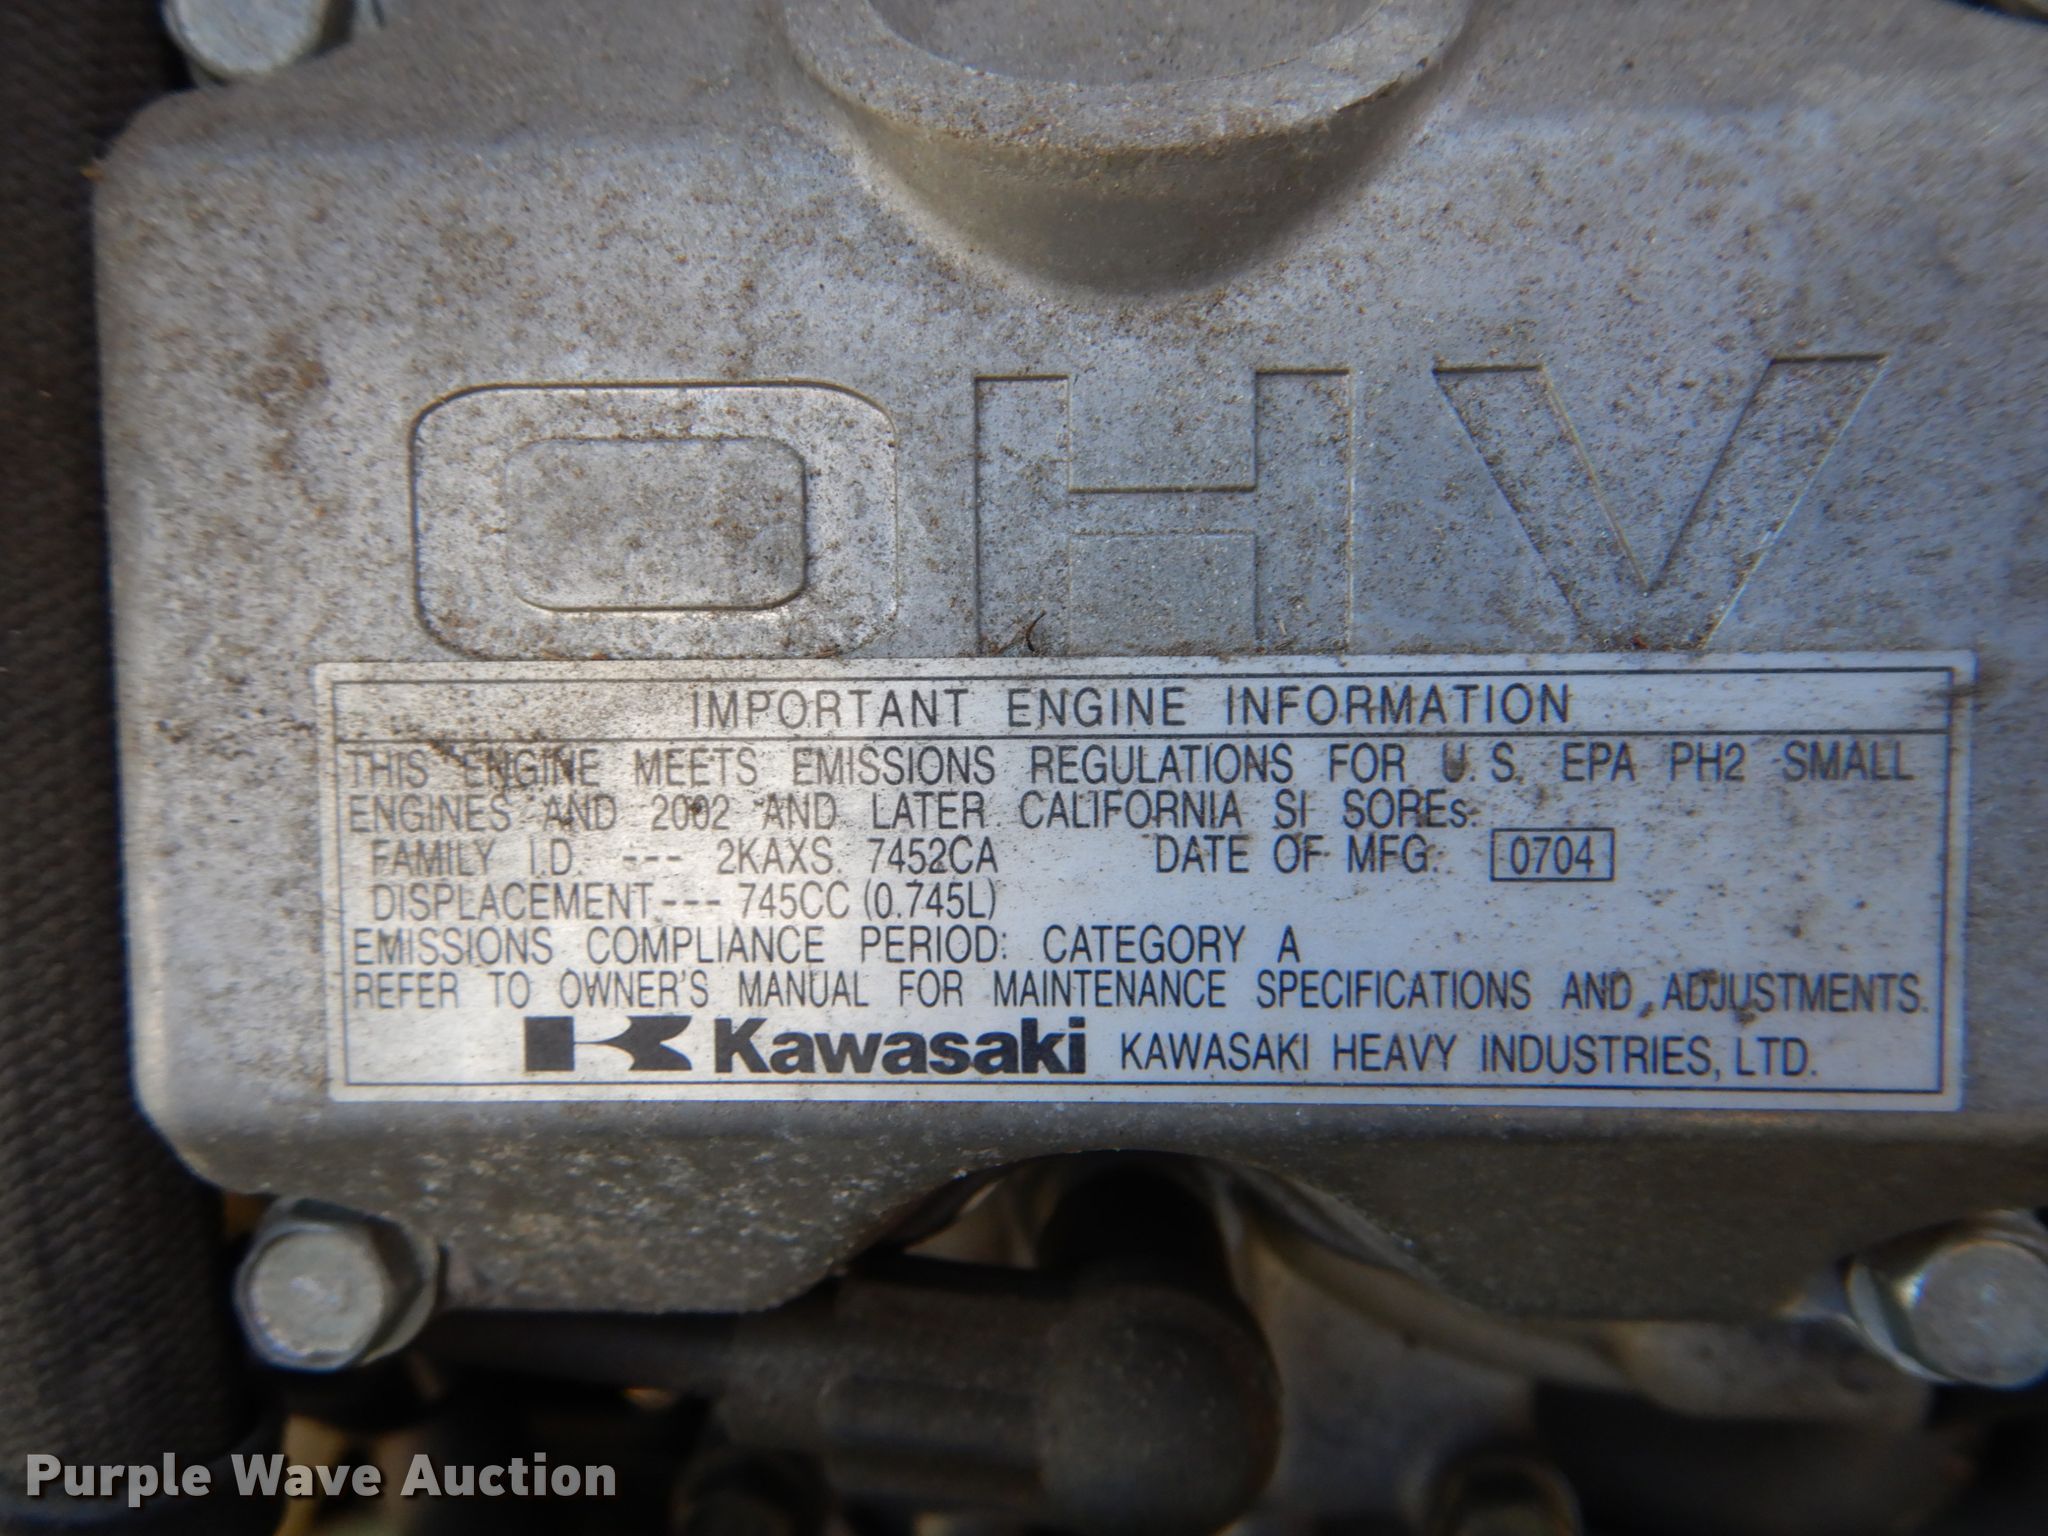 OHV
IMPORTANT ENGINE INFORMATION
THIS ENGINE MEETS EMISSIONS REGULATIONS FOR U.S. EPA PH2 SMALL
ENGINES AND 2002 AND LATER CALIFORNIA SI SOREs.
FAMILY I.D. --- 2KAXS. 7452CA DATE OF MFG. 0704
DISPLACEMENT --- 745CC (0.745L)
EMISSIONS COMPLIANCE PERIOD: CATEGORY A
REFER TO OWNER'S MANUAL FOR MAINTENANCE SPECIFICATIONS AND ADJUSTMENTS.
Kawasaki KAWASAKI HEAVY INDUSTRIES, LTD.
Purple Wave Auction